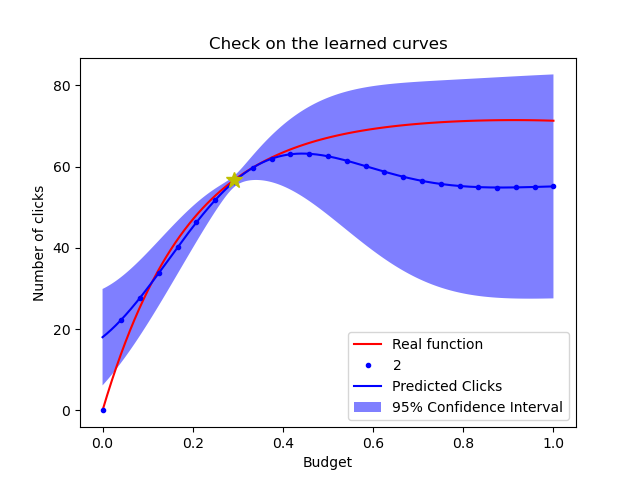 Check on the learned curves
Number of clicks
80
60
40
20
0
Real function
2
Predicted Clicks
95% Confidence Interval
0.0 0.2 0.4 0.6 0.8 1.0
Budget